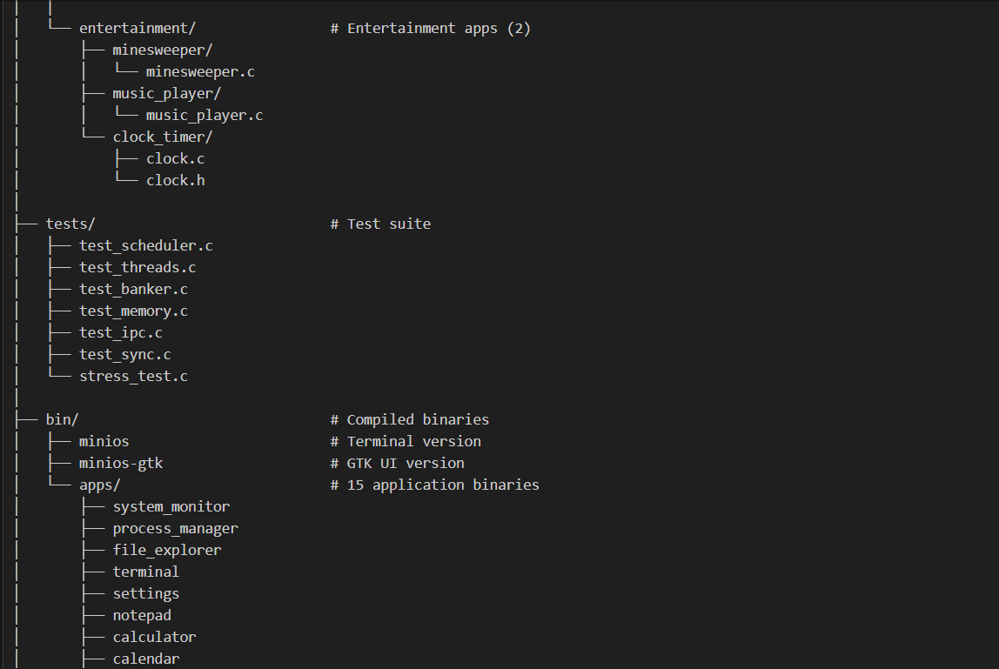 │   │
│   └── entertainment/                # Entertainment apps (2)
│       ├── minesweeper/
│       │   └── minesweeper.c
│       ├── music_player/
│       │   └── music_player.c
│       └── clock_timer/
│           ├── clock.c
│           └── clock.h
│
├── tests/                            # Test suite
│   ├── test_scheduler.c
│   ├── test_threads.c
│   ├── test_banker.c
│   ├── test_memory.c
│   ├── test_ipc.c
│   ├── test_sync.c
│   └── stress_test.c
│
├── bin/                              # Compiled binaries
│   ├── minios                        # Terminal version
│   ├── minios-gtk                    # GTK UI version
│   └── apps/                         # 15 application binaries
│       ├── system_monitor
│       ├── process_manager
│       ├── file_explorer
│       ├── terminal
│       ├── settings
│       ├── notepad
│       ├── calculator
│       ├── calendar